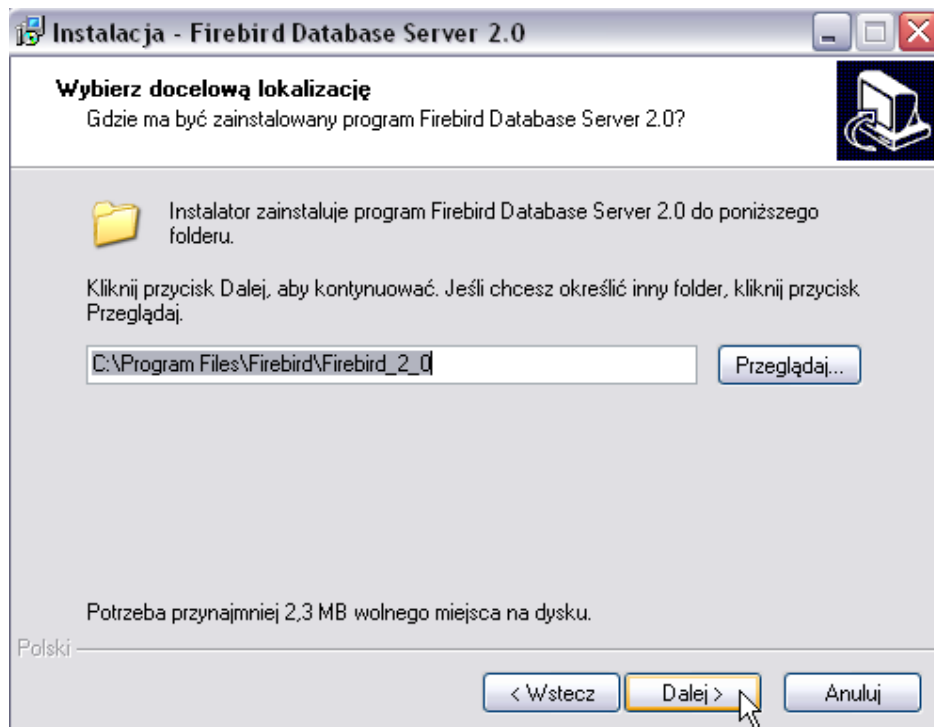 Instalacja - Firebird Database Server 2.0
Wybierz docelową lokalizację
Gdzie ma być zainstalowany program Firebird Database Server 2.0?
Instalator zainstaluje program Firebird Database Server 2.0 do poniższego
folderu.
Kliknij przycisk Dalej, aby kontynuować. Jeśli chcesz określić inny folder, kliknij przycisk
Przeglądaj.
C:\Program Files\Firebird\Firebird_2_0
Przeglądaj...
Potrzeba przynajmniej 2,3 MB wolnego miejsca na dysku.
Polski
< Wstecz
Dalej >
Anuluj